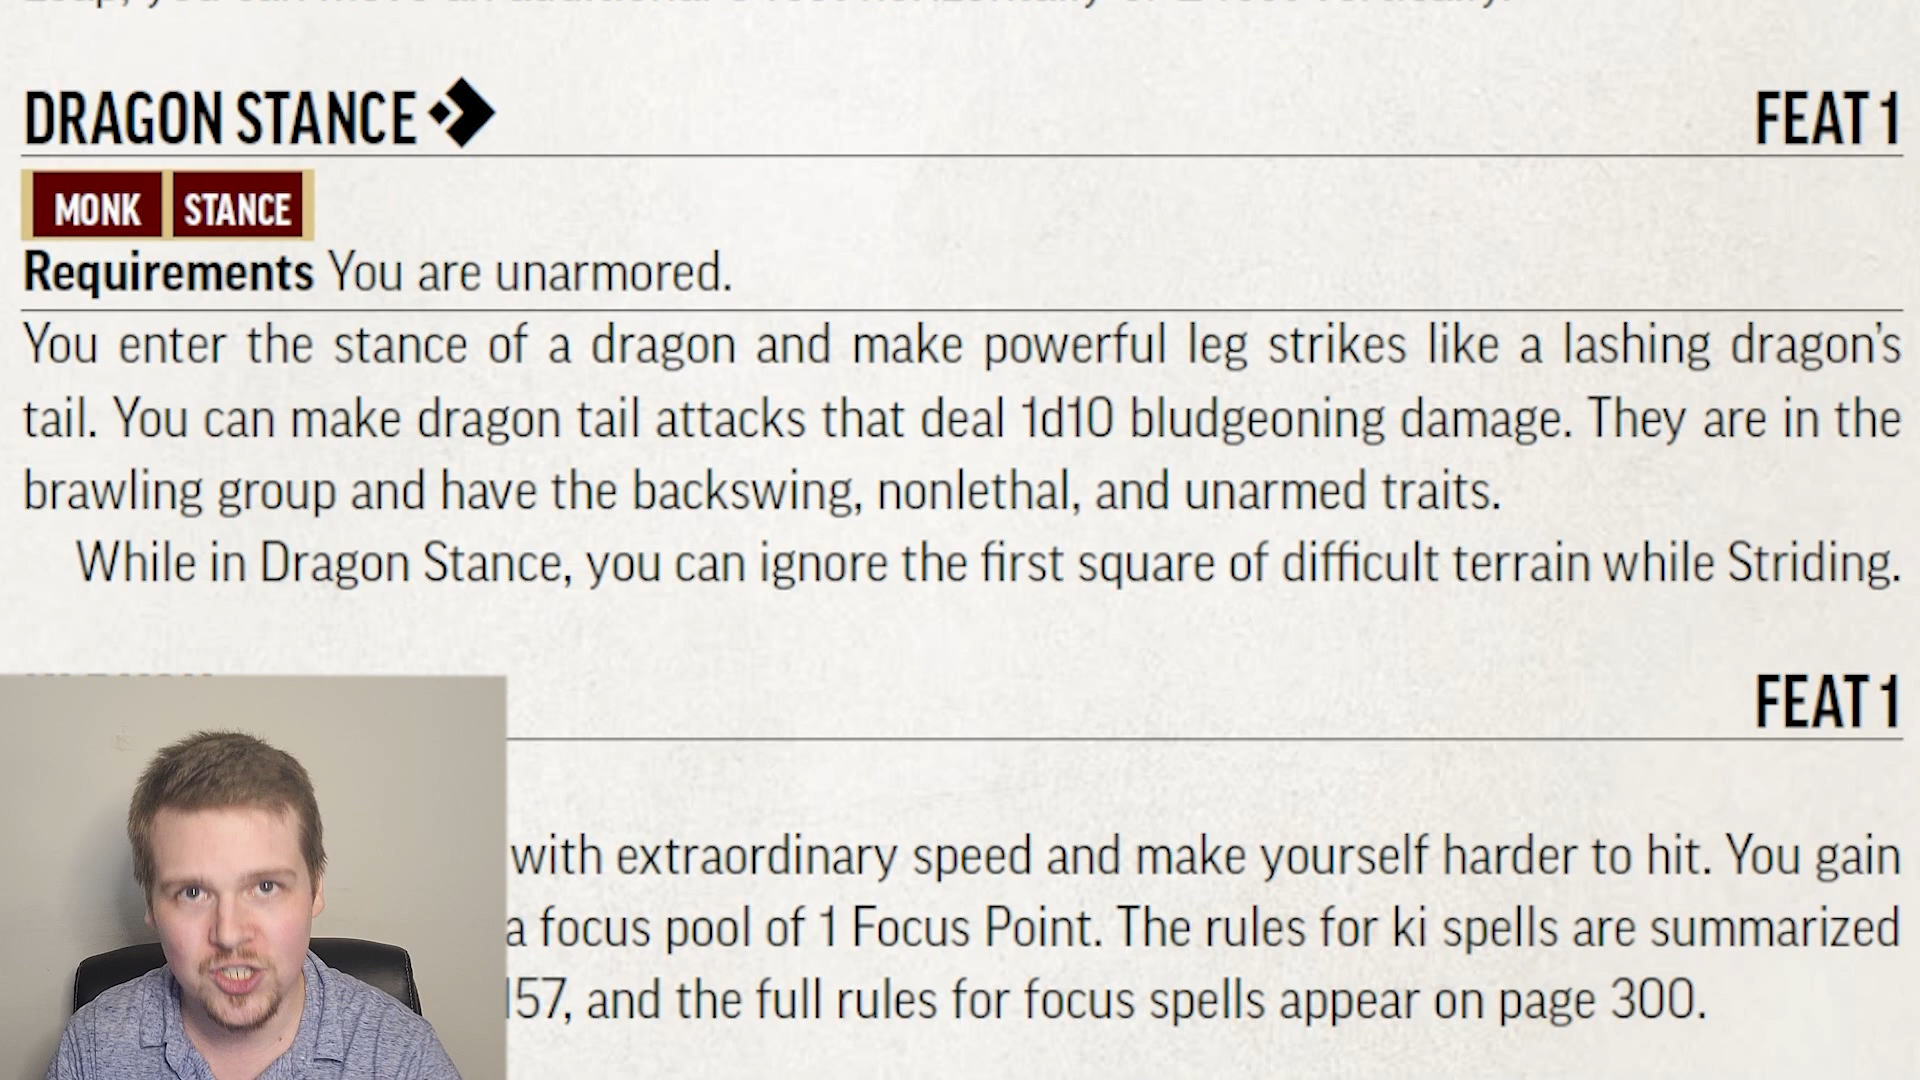 DRAGON STANCE FEAT 1
MONK STANCE
Requirements You are unarmored.
You enter the stance of a dragon and make powerful leg strikes like a lashing dragon's
tail. You can make dragon tail attacks that deal 1d10 bludgeoning damage. They are in the
brawling group and have the backswing, nonlethal, and unarmed traits.
While in Dragon Stance, you can ignore the first square of difficult terrain while Striding.
FEAT 1
with extraordinary speed and make yourself harder to hit. You gain
a focus pool of 1 Focus Point. The rules for ki spells are summarized
157, and the full rules for focus spells appear on page 300.